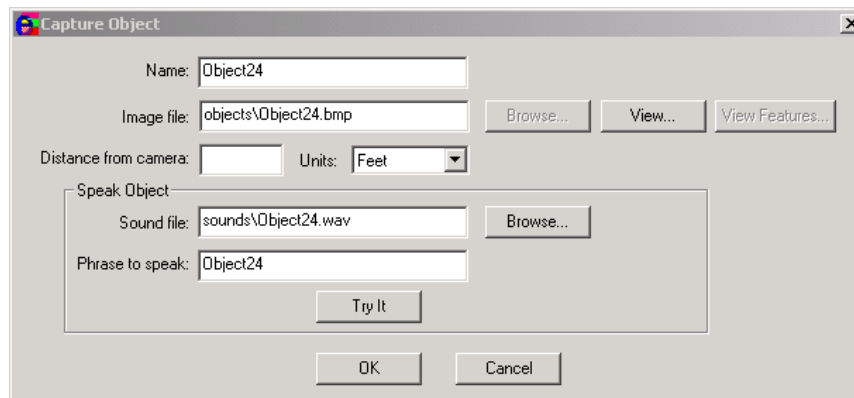 Capture Object
Name: Object24
Image file: objects\Object24.bmp Browse... View... View Features...
Distance from camera: Units: Feet
Speak Object
Sound file: sounds\Object24.wav Browse...
Phrase to speak: Object24
Try It
OK Cancel